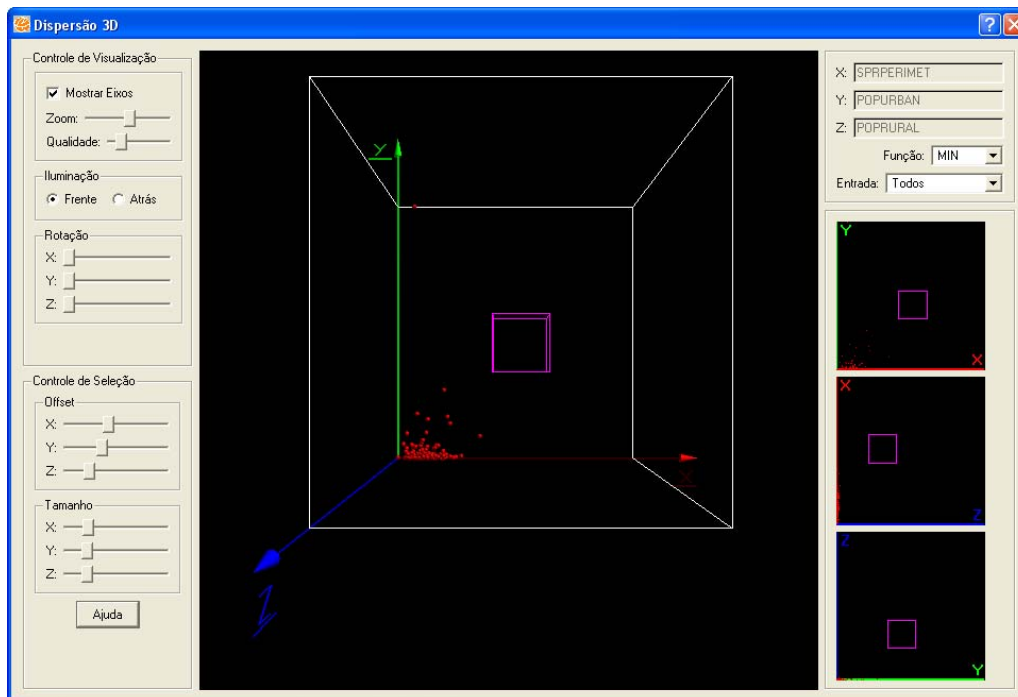 Dispersão 3D
Controle de Visualização
Mostrar Eixos
Zoom:
Qualidade:
Iluminação
Frente Atrás
Rotação
X:
Y:
Z:
Controle de Seleção
Offset
X:
Y:
Z:
Tamanho
X:
Y:
Z:
Ajuda
Y
X
Z
X: SPRPERIMET
Y: POPURBAN
Z: POPRURAL
Função: MIN
Entrada: Todos
Y
X
X
Z
Z
Y